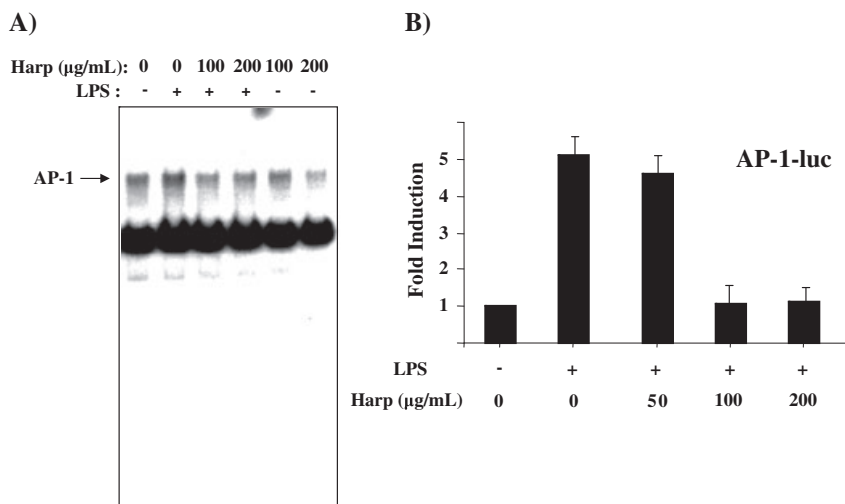 A)
Harp (µg/mL): 0 0 100 200 100 200
LPS : - + + + - -
AP-1
B)
AP-1-luc
Fold Induction
5
4
3
2
1
LPS - + + + +
Harp (µg/mL) 0 0 50 100 200